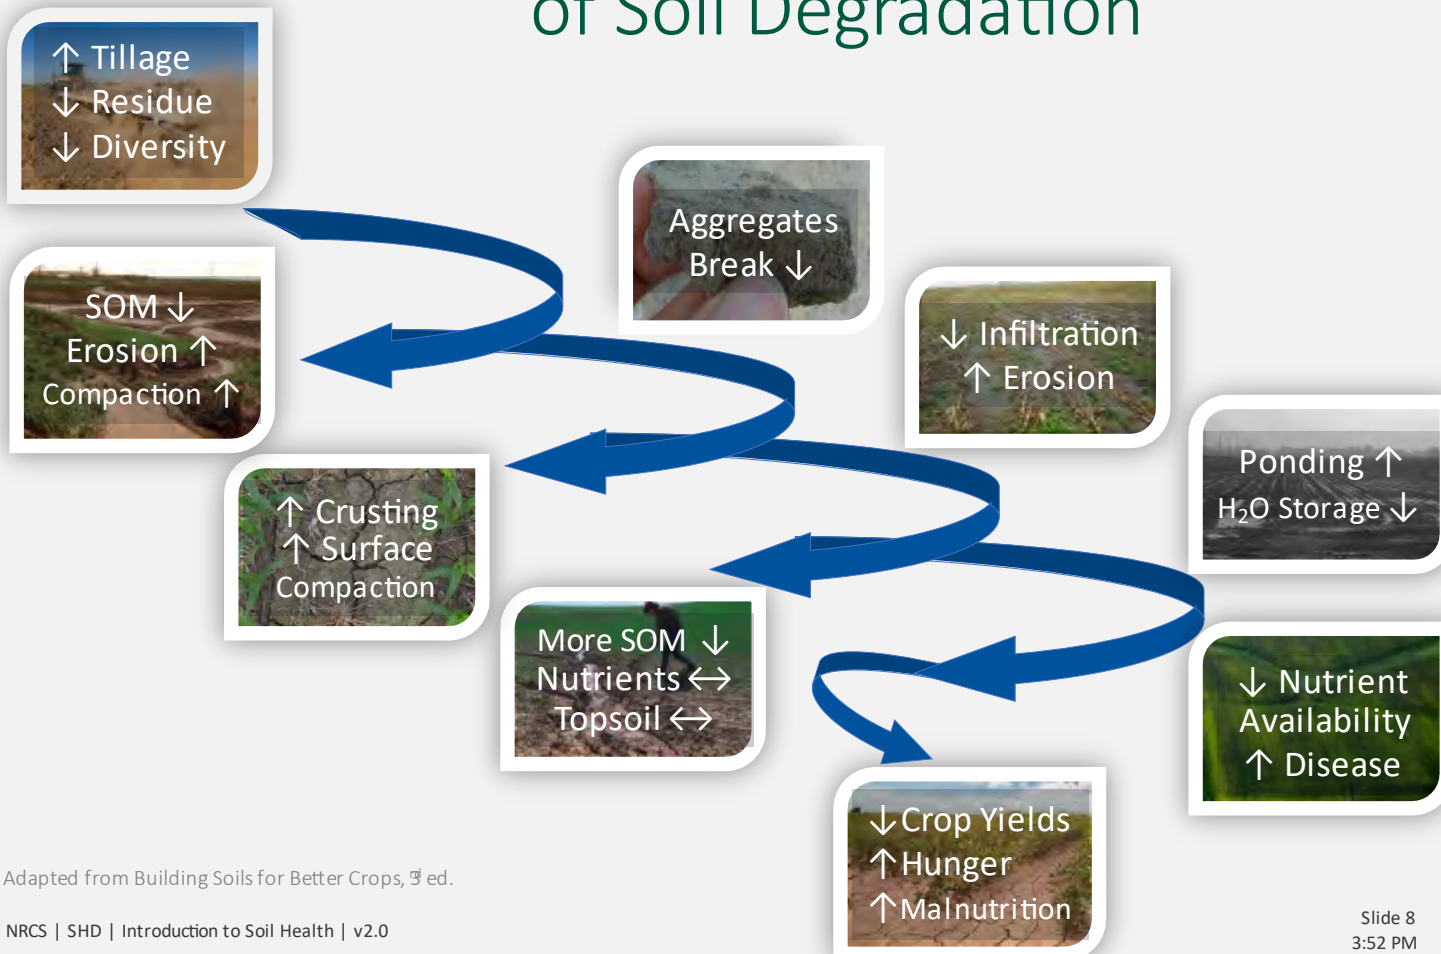 of Soil Degradation
↑ Tillage
↓ Residue
↓ Diversity
Aggregates
Break ↓
SOM ↓
Erosion ↑
Compaction ↑
↓ Infiltration
↑ Erosion
Ponding ↑
H₂O Storage ↓
↑ Crusting
↑ Surface
Compaction
More SOM ↓
Nutrients ↔
Topsoil ↔
↓ Nutrient
Availability
↑ Disease
↓ Crop Yields
↑ Hunger
↑ Malnutrition
Adapted from Building Soils for Better Crops, 3rd ed.
NRCS | SHD | Introduction to Soil Health | v2.0
Slide 8
3:52 PM